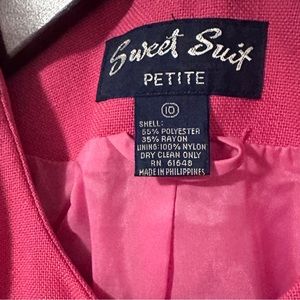 Sweet Suit
PETITE
10
SHELL:
65% POLYESTER
35% RAYON
LINING: 100% NYLON
DRY CLEAN ONLY
RN 61648
MADE IN PHILIPPINES